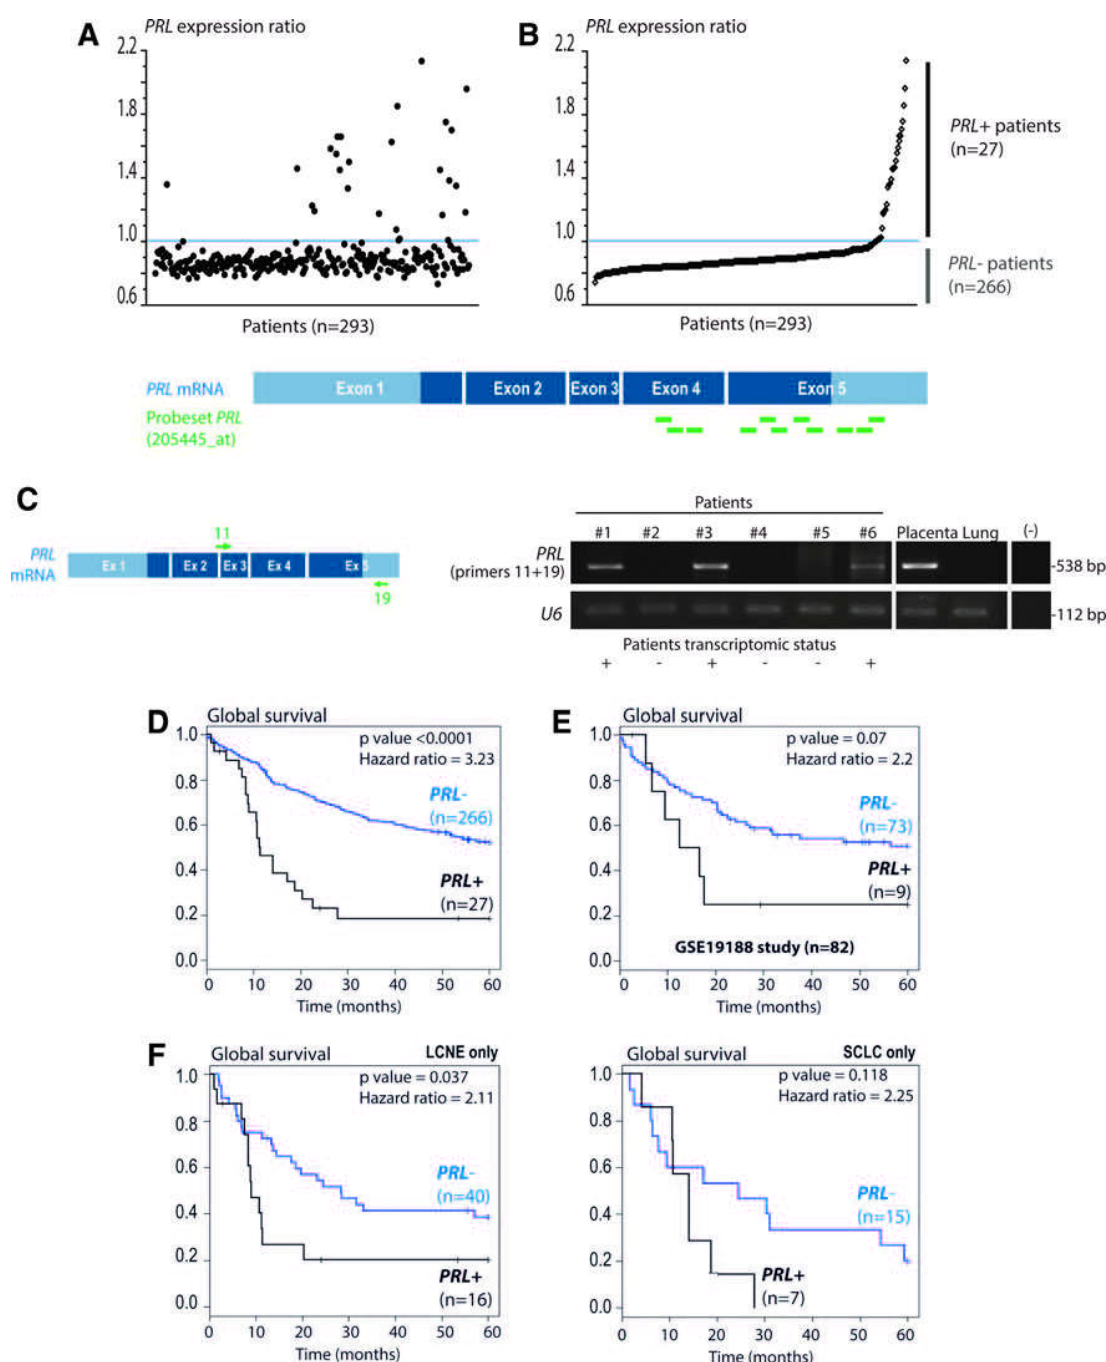 A
PRL expression ratio
2.2
1.8
1.4
1.0
0.6
Patients (n=293)
B
PRL expression ratio
2.2
1.8
1.4
1.0
0.6
Patients (n=293)
PRL+ patients
(n=27)
PRL- patients
(n=266)
PRL mRNA
Exon 1
Exon 2
Exon 3
Exon 4
Exon 5
Probeset PRL
(205445_at)
C
PRL
mRNA
11
Ex 1
Ex 2
Ex 3
Ex 4
Ex 5
19
Patients
#1 #2 #3 #4 #5 #6 Placenta Lung (-)
PRL
(primers 11+19)
-538 bp
U6
-112 bp
Patients transcriptomic status
+ - + - - +
D
Global survival
p value <0.0001
Hazard ratio = 3.23
1.0
0.8
0.6
0.4
0.2
0.0
PRL-
(n=266)
PRL+
(n=27)
0 10 20 30 40 50 60
Time (months)
E
Global survival
p value = 0.07
Hazard ratio = 2.2
1.0
0.8
0.6
0.4
0.2
0.0
PRL-
(n=73)
PRL+
(n=9)
GSE19188 study (n=82)
0 10 20 30 40 50 60
Time (months)
F
Global survival LCNE only
p value = 0.037
Hazard ratio = 2.11
1.0
0.8
0.6
0.4
0.2
0.0
PRL-
(n=40)
PRL+
(n=16)
0 10 20 30 40 50 60
Time (months)
Global survival SCLC only
p value = 0.118
Hazard ratio = 2.25
1.0
0.8
0.6
0.4
0.2
0.0
PRL-
(n=15)
PRL+
(n=7)
0 10 20 30 40 50 60
Time (months)